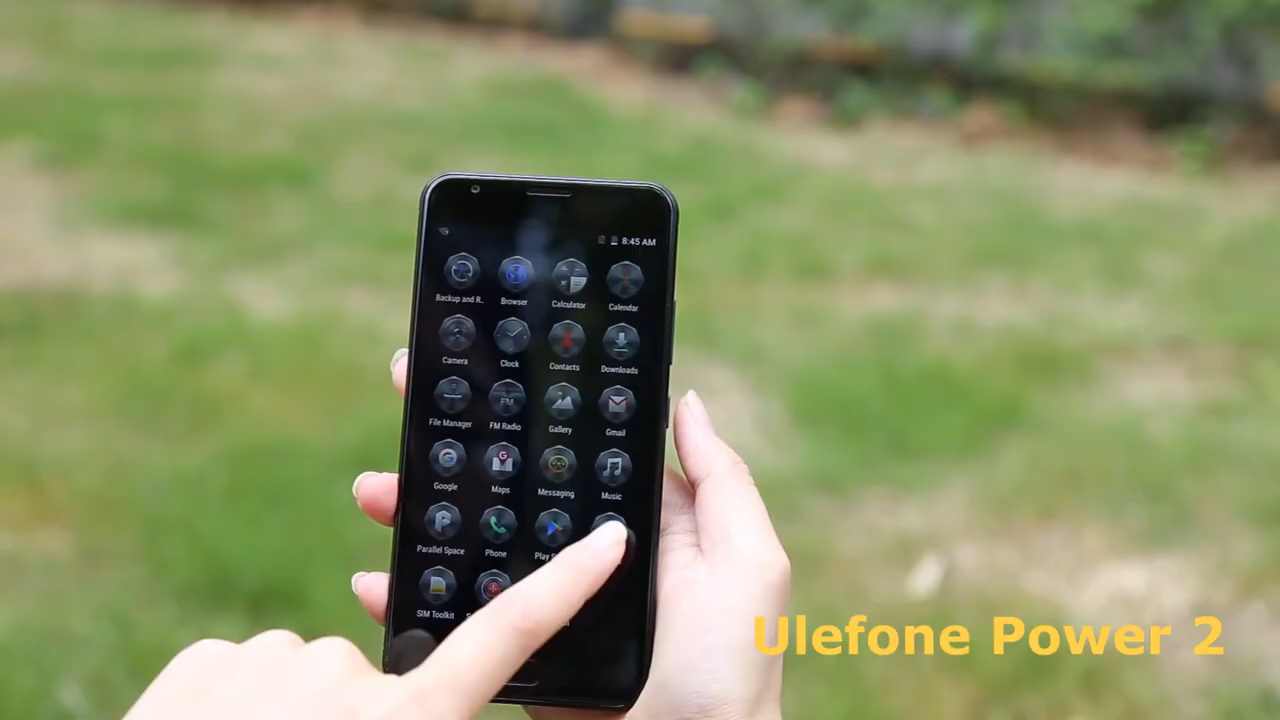 8:45 AM
Backup and R..
Browser
Calculator
Calendar
Camera
Clock
Contacts
Downloads
File Manager
FM
FM Radio
Gallery
Gmail
Google
Maps
Messaging
Music
Parallel Space
Phone
Play
SIM Toolkit
Ulefone Power 2